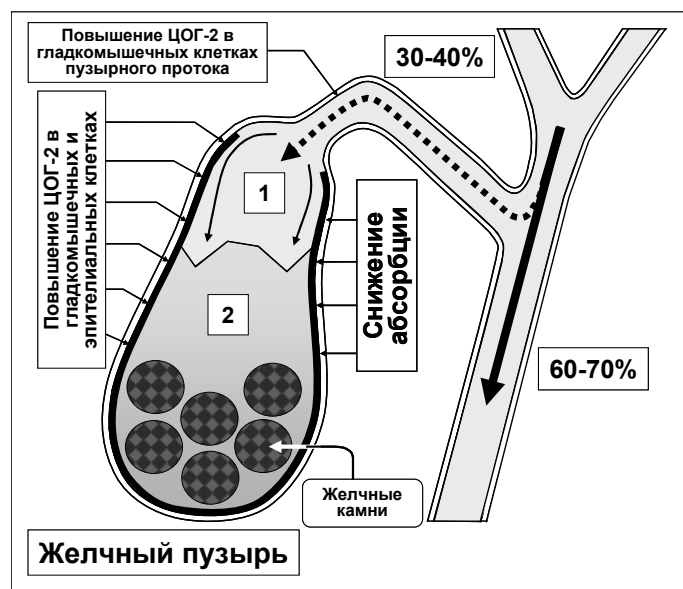 Повышение ЦОГ-2 в
гладкомышечных клетках
пузырного протока
30-40%
Повышение ЦОГ-2 в
гладкомышечных и
эпителиальных клетках
1
2
Снижение
абсорбции
60-70%
Желчные
камни
Желчный пузырь